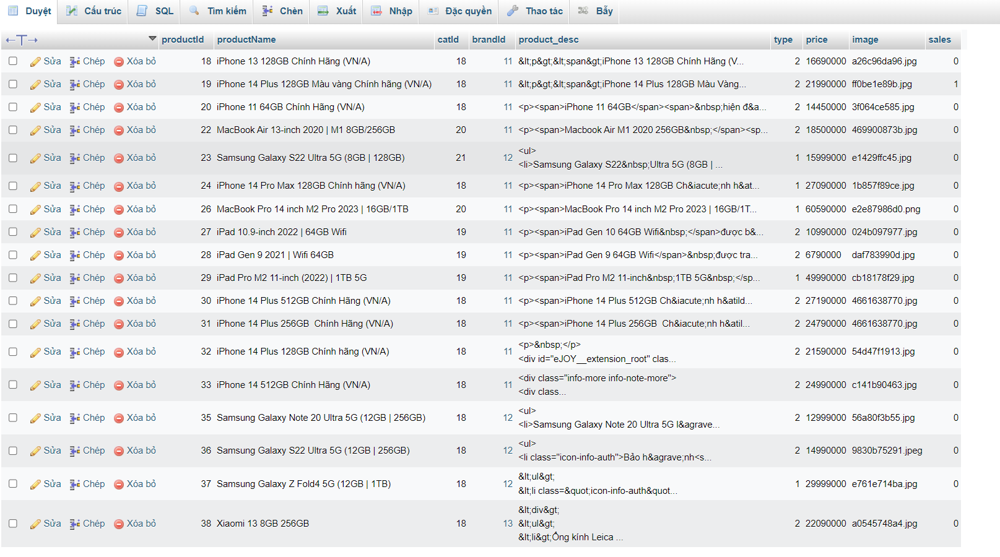 Duyệt Cấu trúc SQL Tìm kiếm Chèn Xuất Nhập Đặc quyền Thao tác Bẫy
←T→ productId productName catId brandId product_desc type price image sales
Sửa Chép Xóa bỏ 18 iPhone 13 128GB Chính Hãng (VN/A) 18 11 &lt;p&gt;&lt;span&gt;iPhone 13 128GB Chính Hãng (V... 2 16690000 a26c96da96.jpg 0
Sửa Chép Xóa bỏ 19 iPhone 14 Plus 128GB Màu vàng Chính hãng (VN/A) 18 11 &lt;p&gt;&lt;span&gt;iPhone 14 Plus 128GB Màu Vàng... 2 21990000 ff0be1e89b.jpg 1
Sửa Chép Xóa bỏ 20 iPhone 11 64GB Chính Hãng (VN/A) 18 11 <p><span>iPhone 11 64GB</span><span>&nbsp;hiện đ&a... 2 14450000 3f064ce585.jpg 0
Sửa Chép Xóa bỏ 22 MacBook Air 13-inch 2020 | M1 8GB/256GB 20 11 <p><span>Macbook Air M1 2020 256GB&nbsp;</span><sp... 2 18500000 469900873b.jpg 0
Sửa Chép Xóa bỏ 23 Samsung Galaxy S22 Ultra 5G (8GB | 128GB) 21 12 <ul>
<li>Samsung Galaxy S22&nbsp;Ultra 5G (8GB | ... 1 15999000 e1429ffc45.jpg 0
Sửa Chép Xóa bỏ 24 iPhone 14 Pro Max 128GB Chính hãng (VN/A) 18 11 <p><span>iPhone 14 Pro Max 128GB Ch&iacute;nh h&at... 1 27090000 1b857f89ce.jpg 0
Sửa Chép Xóa bỏ 26 MacBook Pro 14 inch M2 Pro 2023 | 16GB/1TB 20 11 <p><span>MacBook Pro 14 inch M2 Pro 2023 | 16GB/1T... 1 60590000 e2e87986d0.png 0
Sửa Chép Xóa bỏ 27 iPad 10.9-inch 2022 | 64GB Wifi 19 11 <p><span>iPad Gen 10 64GB Wifi&nbsp;</span>được b&... 2 10990000 024b097977.jpg 0
Sửa Chép Xóa bỏ 28 iPad Gen 9 2021 | Wifi 64GB 19 11 <p><span>iPad Gen 9 64GB Wifi</span>&nbsp;được tra... 2 6790000 daf783990d.jpg 0
Sửa Chép Xóa bỏ 29 iPad Pro M2 11-inch (2022) | 1TB 5G 19 11 <p><span>iPad Pro M2 11-inch&nbsp;1TB 5G&nbsp;</sp... 1 49990000 cb18178f29.jpg 0
Sửa Chép Xóa bỏ 30 iPhone 14 Plus 512GB Chính Hãng (VN/A) 18 11 <p><span>iPhone 14 Plus 512GB Ch&iacute;nh h&atild... 2 27190000 4661638770.jpg 0
Sửa Chép Xóa bỏ 31 iPhone 14 Plus 256GB  Chính Hãng (VN/A) 18 11 <p><span>iPhone 14 Plus 256GB  Ch&iacute;nh h&atil... 2 24790000 4661638770.jpg 0
Sửa Chép Xóa bỏ 32 iPhone 14 Plus 128GB Chính hãng (VN/A) 18 11 <p>&nbsp;</p>
<div id="eJOY__extension_root" clas... 2 21590000 54d47f1913.jpg 0
Sửa Chép Xóa bỏ 33 iPhone 14 512GB Chính Hãng (VN/A) 18 11 <div class="info-more info-note-more">
<div class... 2 24990000 c141b90463.jpg 0
Sửa Chép Xóa bỏ 35 Samsung Galaxy Note 20 Ultra 5G (12GB | 256GB) 18 12 <ul>
<li>Samsung Galaxy Note 20 Ultra 5G l&agrave... 2 12999000 56a80f3b55.jpg 0
Sửa Chép Xóa bỏ 36 Samsung Galaxy S22 Ultra 5G (12GB | 256GB) 18 12 <ul>
<li class="icon-info-auth">Bảo h&agrave;nh<s... 2 14990000 9830b75291.jpeg 0
Sửa Chép Xóa bỏ 37 Samsung Galaxy Z Fold4 5G (12GB | 1TB) 18 12 &lt;ul&gt;
&lt;li class=&quot;icon-info-auth&quot... 1 29999000 e761e714ba.jpg 0
Sửa Chép Xóa bỏ 38 Xiaomi 13 8GB 256GB 18 13 &lt;div&gt;
&lt;ul&gt;
&lt;li&gt;Ống kính Leica ... 2 22090000 a0545748a4.jpg 0